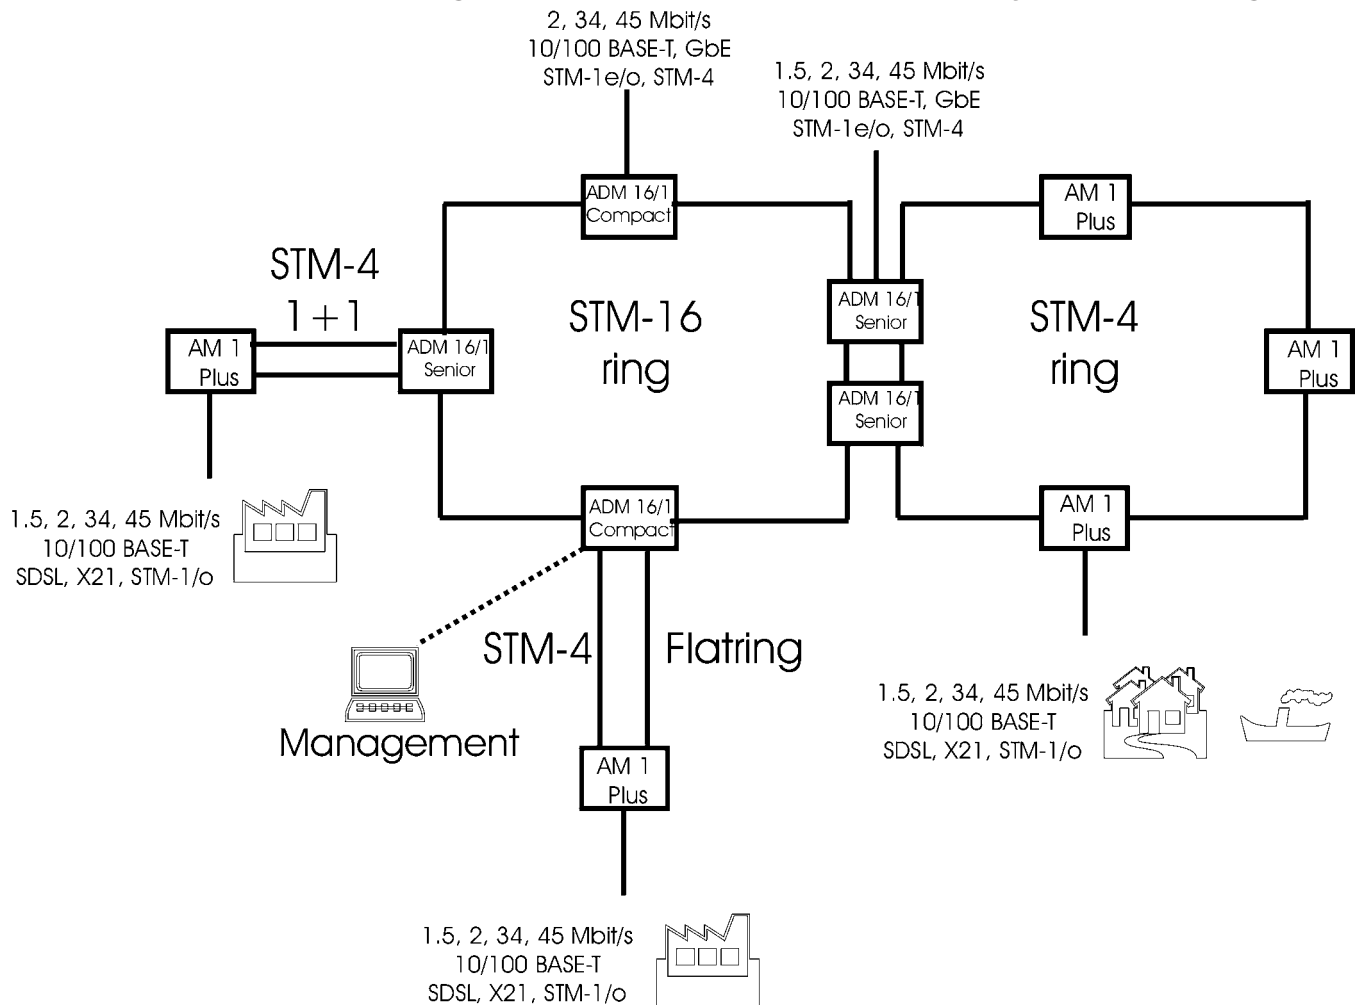 2, 34, 45 Mbit/s
10/100 BASE-T, GbE
STM-1e/o, STM-4
1.5, 2, 34, 45 Mbit/s
10/100 BASE-T, GbE
STM-1e/o, STM-4
ADM 16/1
Compact
AM 1
Plus
STM-4
1+1
ADM 16/1
Senior
STM-16
ring
STM-4
ring
AM 1
Plus
ADM 16/1
Senior
AM 1
Plus
ADM 16/1
Senior
ADM 16/1
Compact
AM 1
Plus
1.5, 2, 34, 45 Mbit/s
10/100 BASE-T
SDSL, X21, STM-1/o
STM-4
Flatring
Management
1.5, 2, 34, 45 Mbit/s
10/100 BASE-T
SDSL, X21, STM-1/o
AM 1
Plus
1.5, 2, 34, 45 Mbit/s
10/100 BASE-T
SDSL, X21, STM-1/o